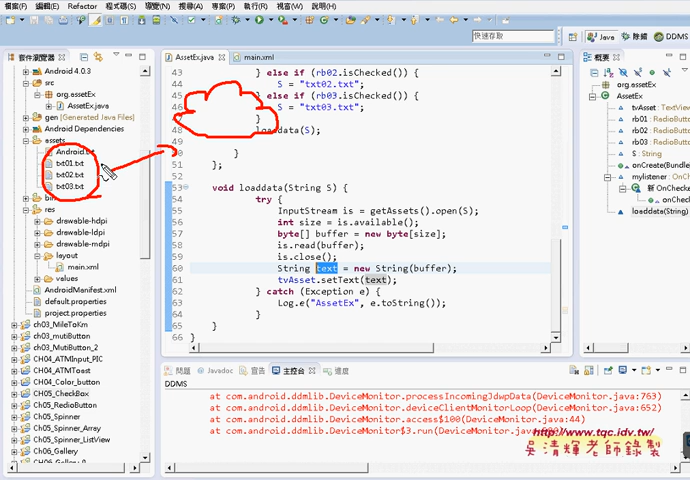 檔案(F) 編輯(E) Refactor 程式碼(S) 導覽(N) 搜尋(A) 專案(P) 執行(R) 視窗(W) 說明(H)
快速存取
Java 除錯 DDMS
套件瀏覽器
Android 4.0.3
src
org.assetEx
AssetEx.java
gen [Generated Java Files]
Android Dependencies
assets
Android.txt
txt01.txt
txt02.txt
txt03.txt
bin
res
drawable-hdpi
drawable-ldpi
drawable-mdpi
layout
main.xml
values
AndroidManifest.xml
default.properties
project.properties
ch03_MileToKm
ch03_mutiButton
ch03_mutiButton_2
CH04_ATMInput_PIC
CH04_ATMToast
CH04_Color_button
CH05_CheckBox
CH05_RedioButton
Ch05_Spinner
Ch05_Spinner_Array
Ch05_Spinner_ListView
Ch06_Gallery
AssetEx.java main.xml
43 } else if (rb02.isChecked()) {
44 S = "txt02.txt";
45 } else if (rb03.isChecked()) {
46 S = "txt03.txt";
47 }
loaddata(S);
50 }
51 };
52
53 void loaddata(String S) {
54 try {
55 InputStream is = getAssets().open(S);
56 int size = is.available();
57 byte[] buffer = new byte[size];
58 is.read(buffer);
59 is.close();
60 String text = new String(buffer);
61 tvAsset.setText(text);
62 } catch (Exception e) {
63 Log.e("AssetEx", e.toString());
64 }
65 }
66 }
概要
org.assetEx
AssetEx
tvAsset : TextView
rb01 : RadioButton
rb02 : RadioButton
rb03 : RadioButton
S : String
onCreate(Bundle)
mylistener : OnCh
新 OnCheck
onChe
loaddata(String)
問題 Javadoc 宣告 主控台 進度
DDMS
at com.android.ddmlib.DeviceMonitor.processIncomingJdwpData(DeviceMonitor.java:763)
at com.android.ddmlib.DeviceMonitor.deviceClientMonitorLoop(DeviceMonitor.java:652)
at com.android.ddmlib.DeviceMonitor.access$100(DeviceMonitor.java:44)
at com.android.ddmlib.DeviceMonitor$3.run(DeviceMonitor.java
http://www.tqc.idv.tw/
吳清輝老師錄製